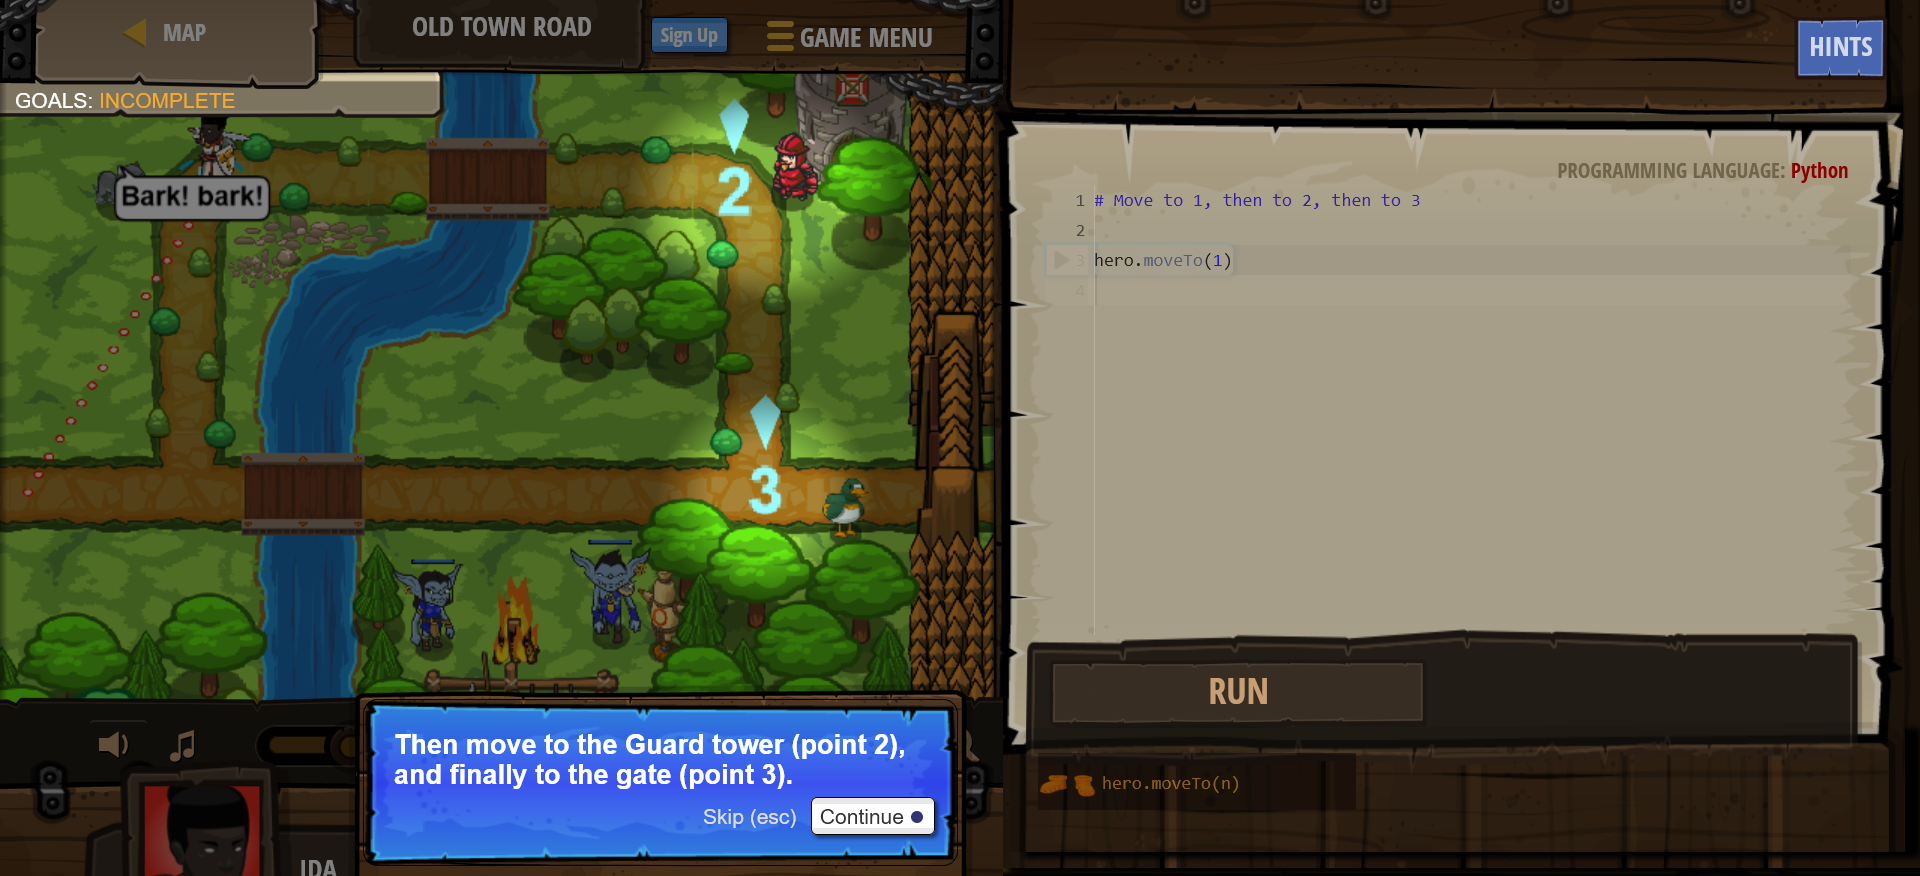 MAP
OLD TOWN ROAD
Sign Up
GAME MENU
HINTS
GOALS: INCOMPLETE
Bark! bark!
2
3
PROGRAMMING LANGUAGE: Python
1 # Move to 1, then to 2, then to 3
2
3 hero.moveTo(1)
4
RUN
hero.moveTo(n)
Then move to the Guard tower (point 2),
and finally to the gate (point 3).
Skip (esc) Continue
IDA